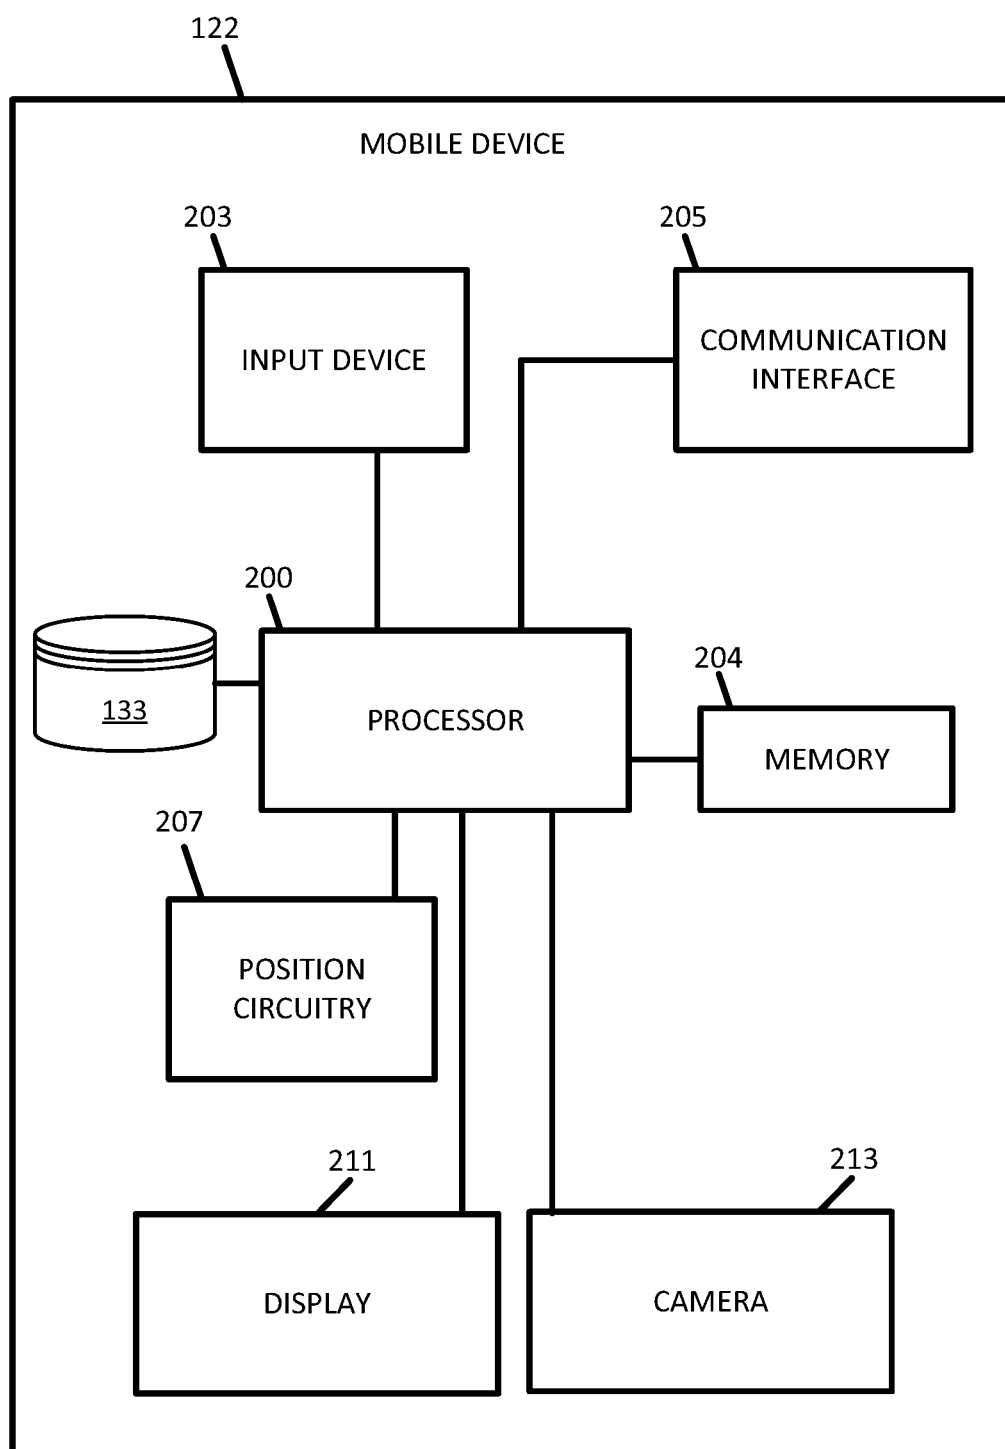 122
MOBILE DEVICE
203
205
INPUT DEVICE
COMMUNICATION
INTERFACE
200
133
PROCESSOR
204
MEMORY
207
POSITION
CIRCUITRY
211
213
DISPLAY
CAMERA